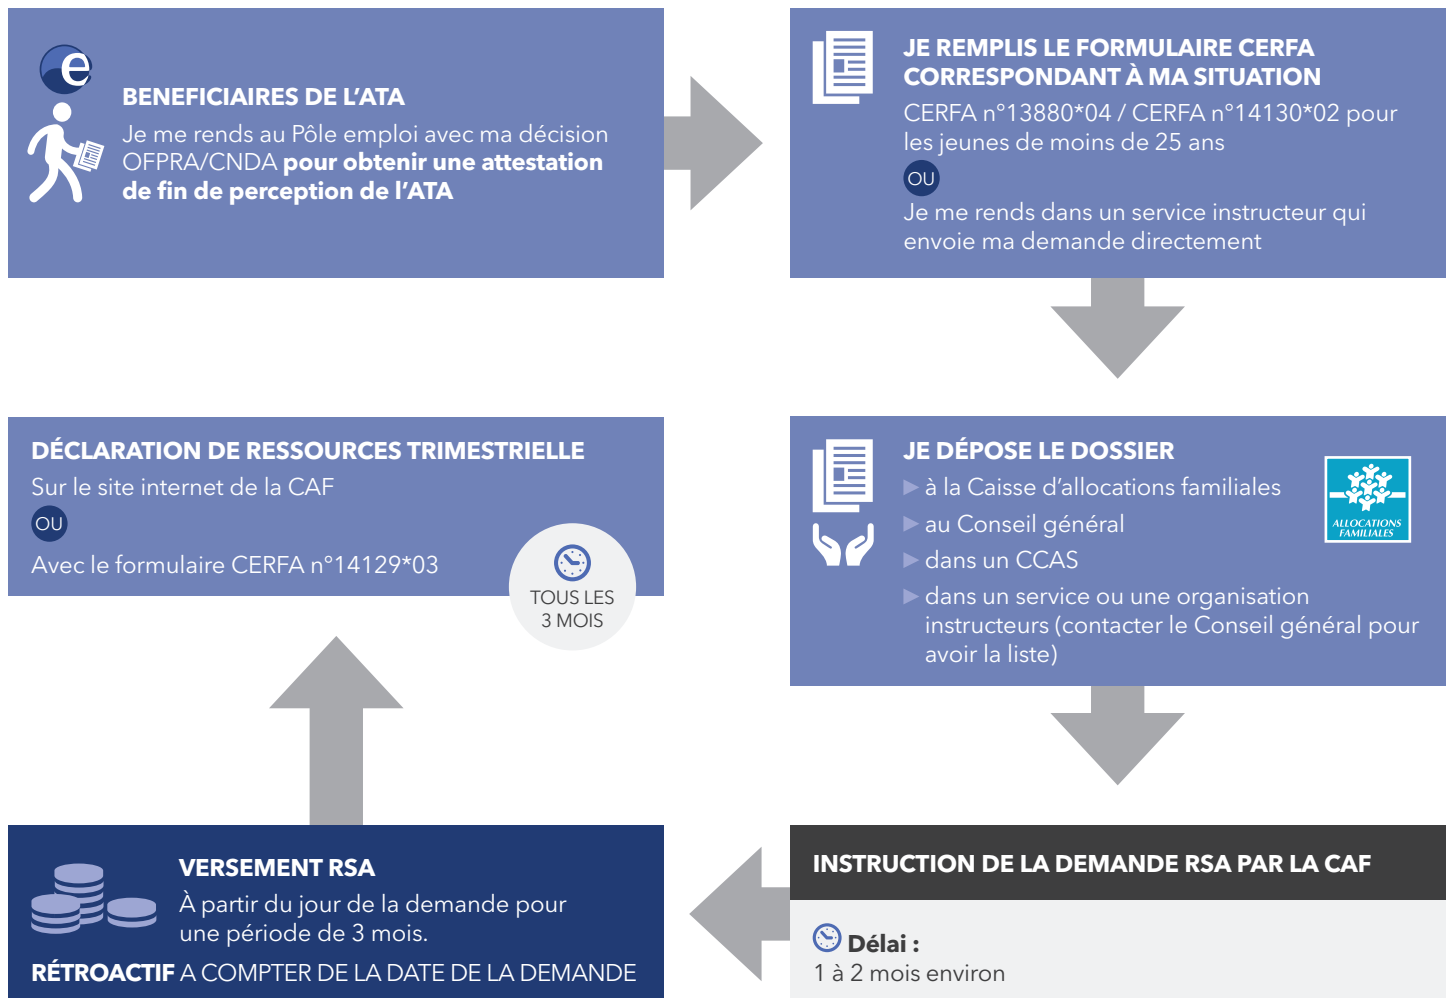 e
BENEFICIAIRES DE L'ATA
Je me rends au Pôle emploi avec ma décision
OFPRA/CNDA pour obtenir une attestation
de fin de perception de l'ATA
JE REMPLIS LE FORMULAIRE CERFA
CORRESPONDANT À MA SITUATION
CERFA n°13880*04 / CERFA n°14130*02 pour
les jeunes de moins de 25 ans
OU
Je me rends dans un service instructeur qui
envoie ma demande directement
JE DÉPOSE LE DOSSIER
▶ à la Caisse d'allocations familiales
▶ au Conseil général
▶ dans un CCAS
▶ dans un service ou une organisation
instructeurs (contacter le Conseil général pour
avoir la liste)
ALLOCATIONS
FAMILIALES
INSTRUCTION DE LA DEMANDE RSA PAR LA CAF
Délai :
1 à 2 mois environ
VERSEMENT RSA
À partir du jour de la demande pour
une période de 3 mois.
RÉTROACTIF A COMPTER DE LA DATE DE LA DEMANDE
DÉCLARATION DE RESSOURCES TRIMESTRIELLE
Sur le site internet de la CAF
OU
Avec le formulaire CERFA n°14129*03
TOUS LES
3 MOIS